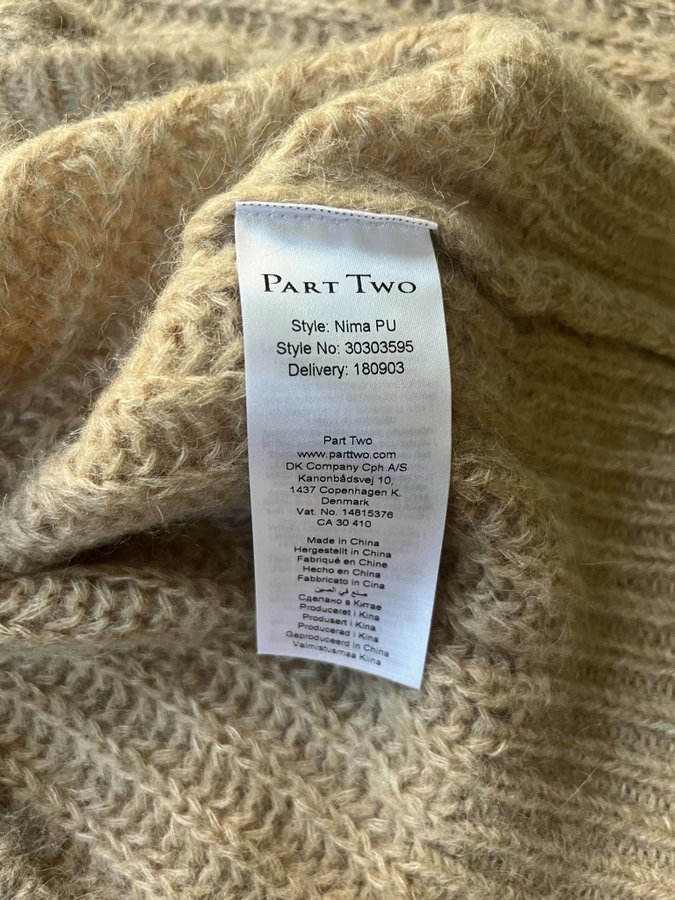 PART TWO
Style: Nima PU
Style No: 30303595
Delivery: 180903
Part Two
www.parttwo.com
DK Company Cph A/S
Kanonbådsvej 10,
1437 Copenhagen K.
Denmark
Vat. No. 14815376
CA 30 410
Made in China
Hergestellt in China
Fabriqué en Chine
Hecho en China
Fabbricato in Cina
صنع في الصين
Сделано в Китае
Produceret i Kina
Produsert i Kina
Producerad i Kina
Geproduceerd in China
Valmistusmaa Kiina